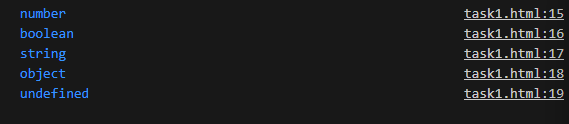 number task1.html:15
boolean task1.html:16
string task1.html:17
object task1.html:18
undefined task1.html:19